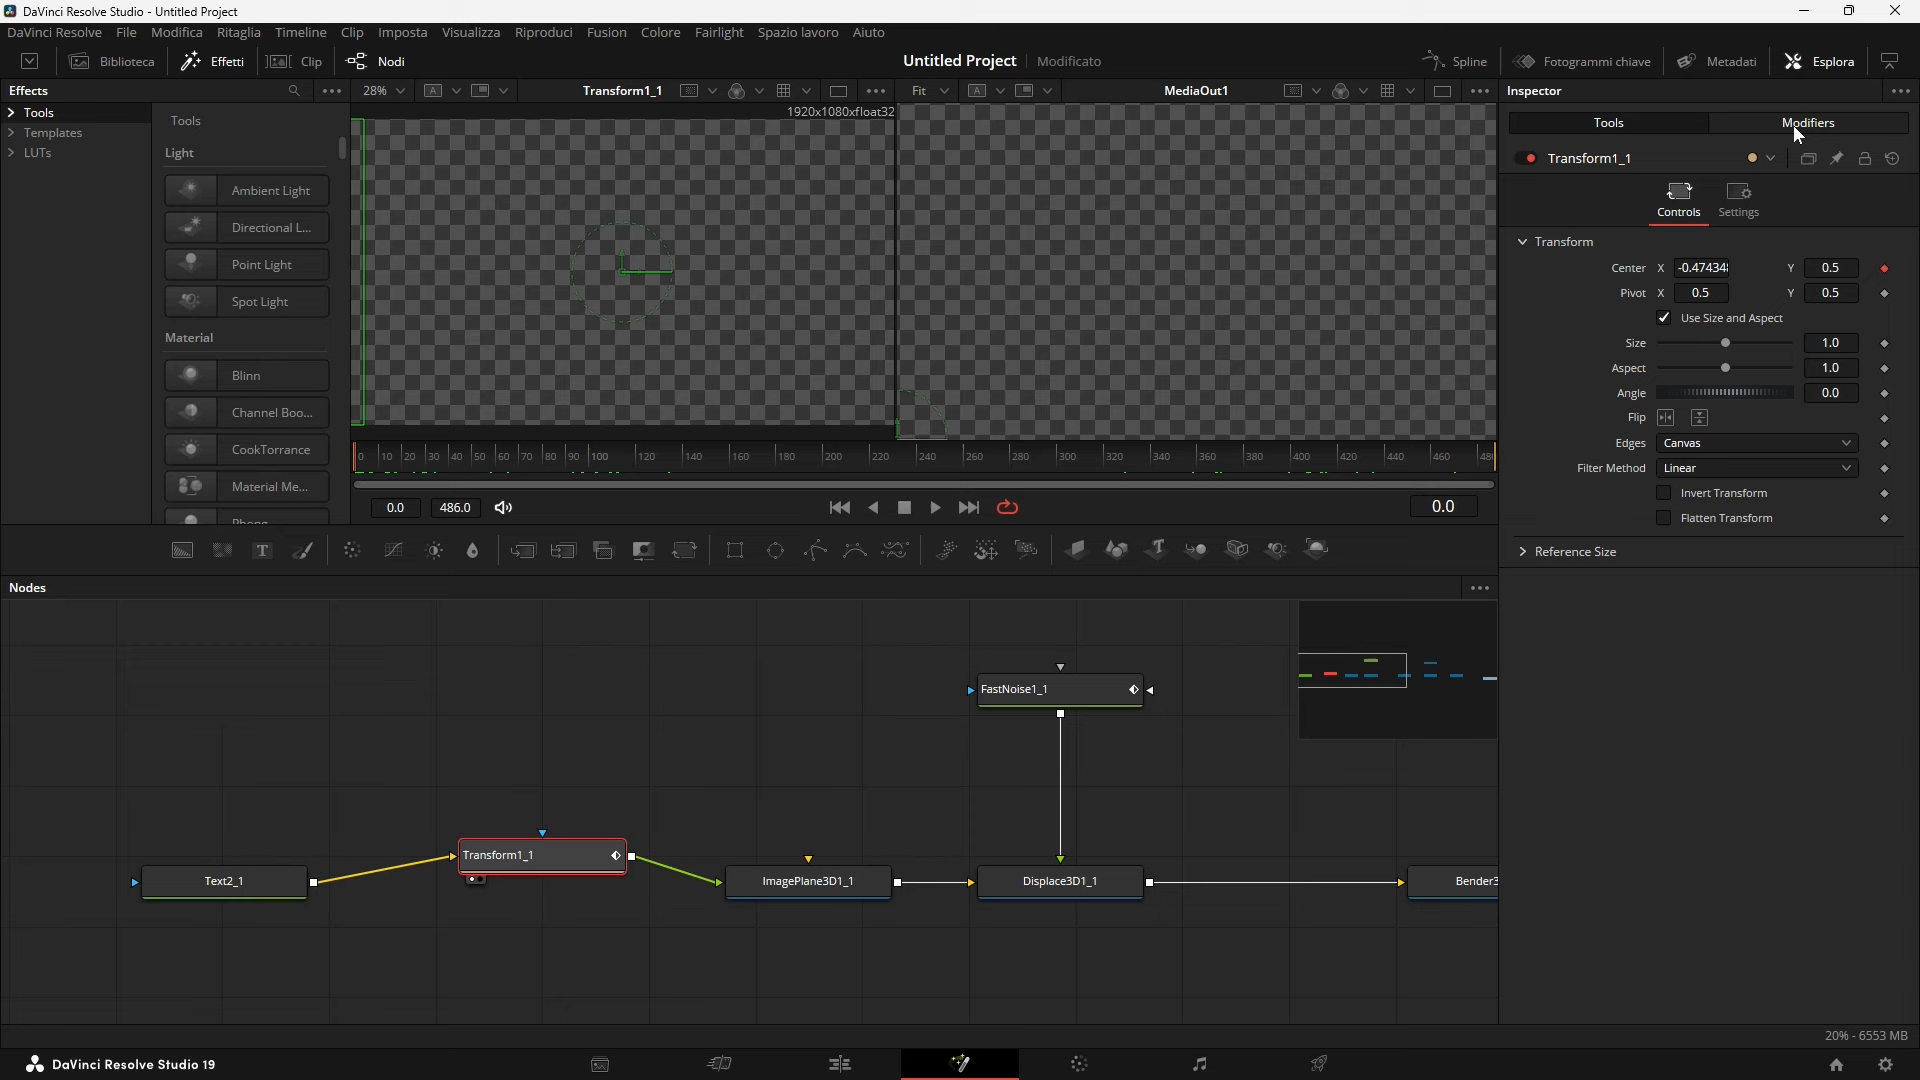 DaVinci Resolve Studio - Untitled Project
DaVinci Resolve File Modifica Ritaglia Timeline Clip Imposta Visualizza Riproduci Fusion Colore Fairlight Spazio lavoro Aiuto
Biblioteca Effetti Clip Nodi Untitled Project Modificato Spline Fotogrammi chiave Metadati Esplora
Effects 28% Transform1_1 Fit MediaOut1 Inspector
1920x1080xfloat32
Tools
Templates
LUTs
Tools
Light
Ambient Light
Directional L...
Point Light
Spot Light
Material
Blinn
Channel Boo...
CookTorrance
Material Me...
Phong
0 10 20 30 40 50 60 70 80 90 100 120 140 160 180 200 220 240 260 280 300 320 340 360 380 400 420 440 460 480
0.0 486.0 0.0
Tools Modifiers
Transform1_1
Controls Settings
Transform
Center X -0.47434 Y 0.5
Pivot X 0.5 Y 0.5
Use Size and Aspect
Size 1.0
Aspect 1.0
Angle 0.0
Flip
Edges Canvas
Filter Method Linear
Invert Transform
Flatten Transform
Reference Size
T
Nodes
FastNoise1_1
Transform1_1
Text2_1
ImagePlane3D1_1
Displace3D1_1
Bender3
20% - 6553 MB
DaVinci Resolve Studio 19